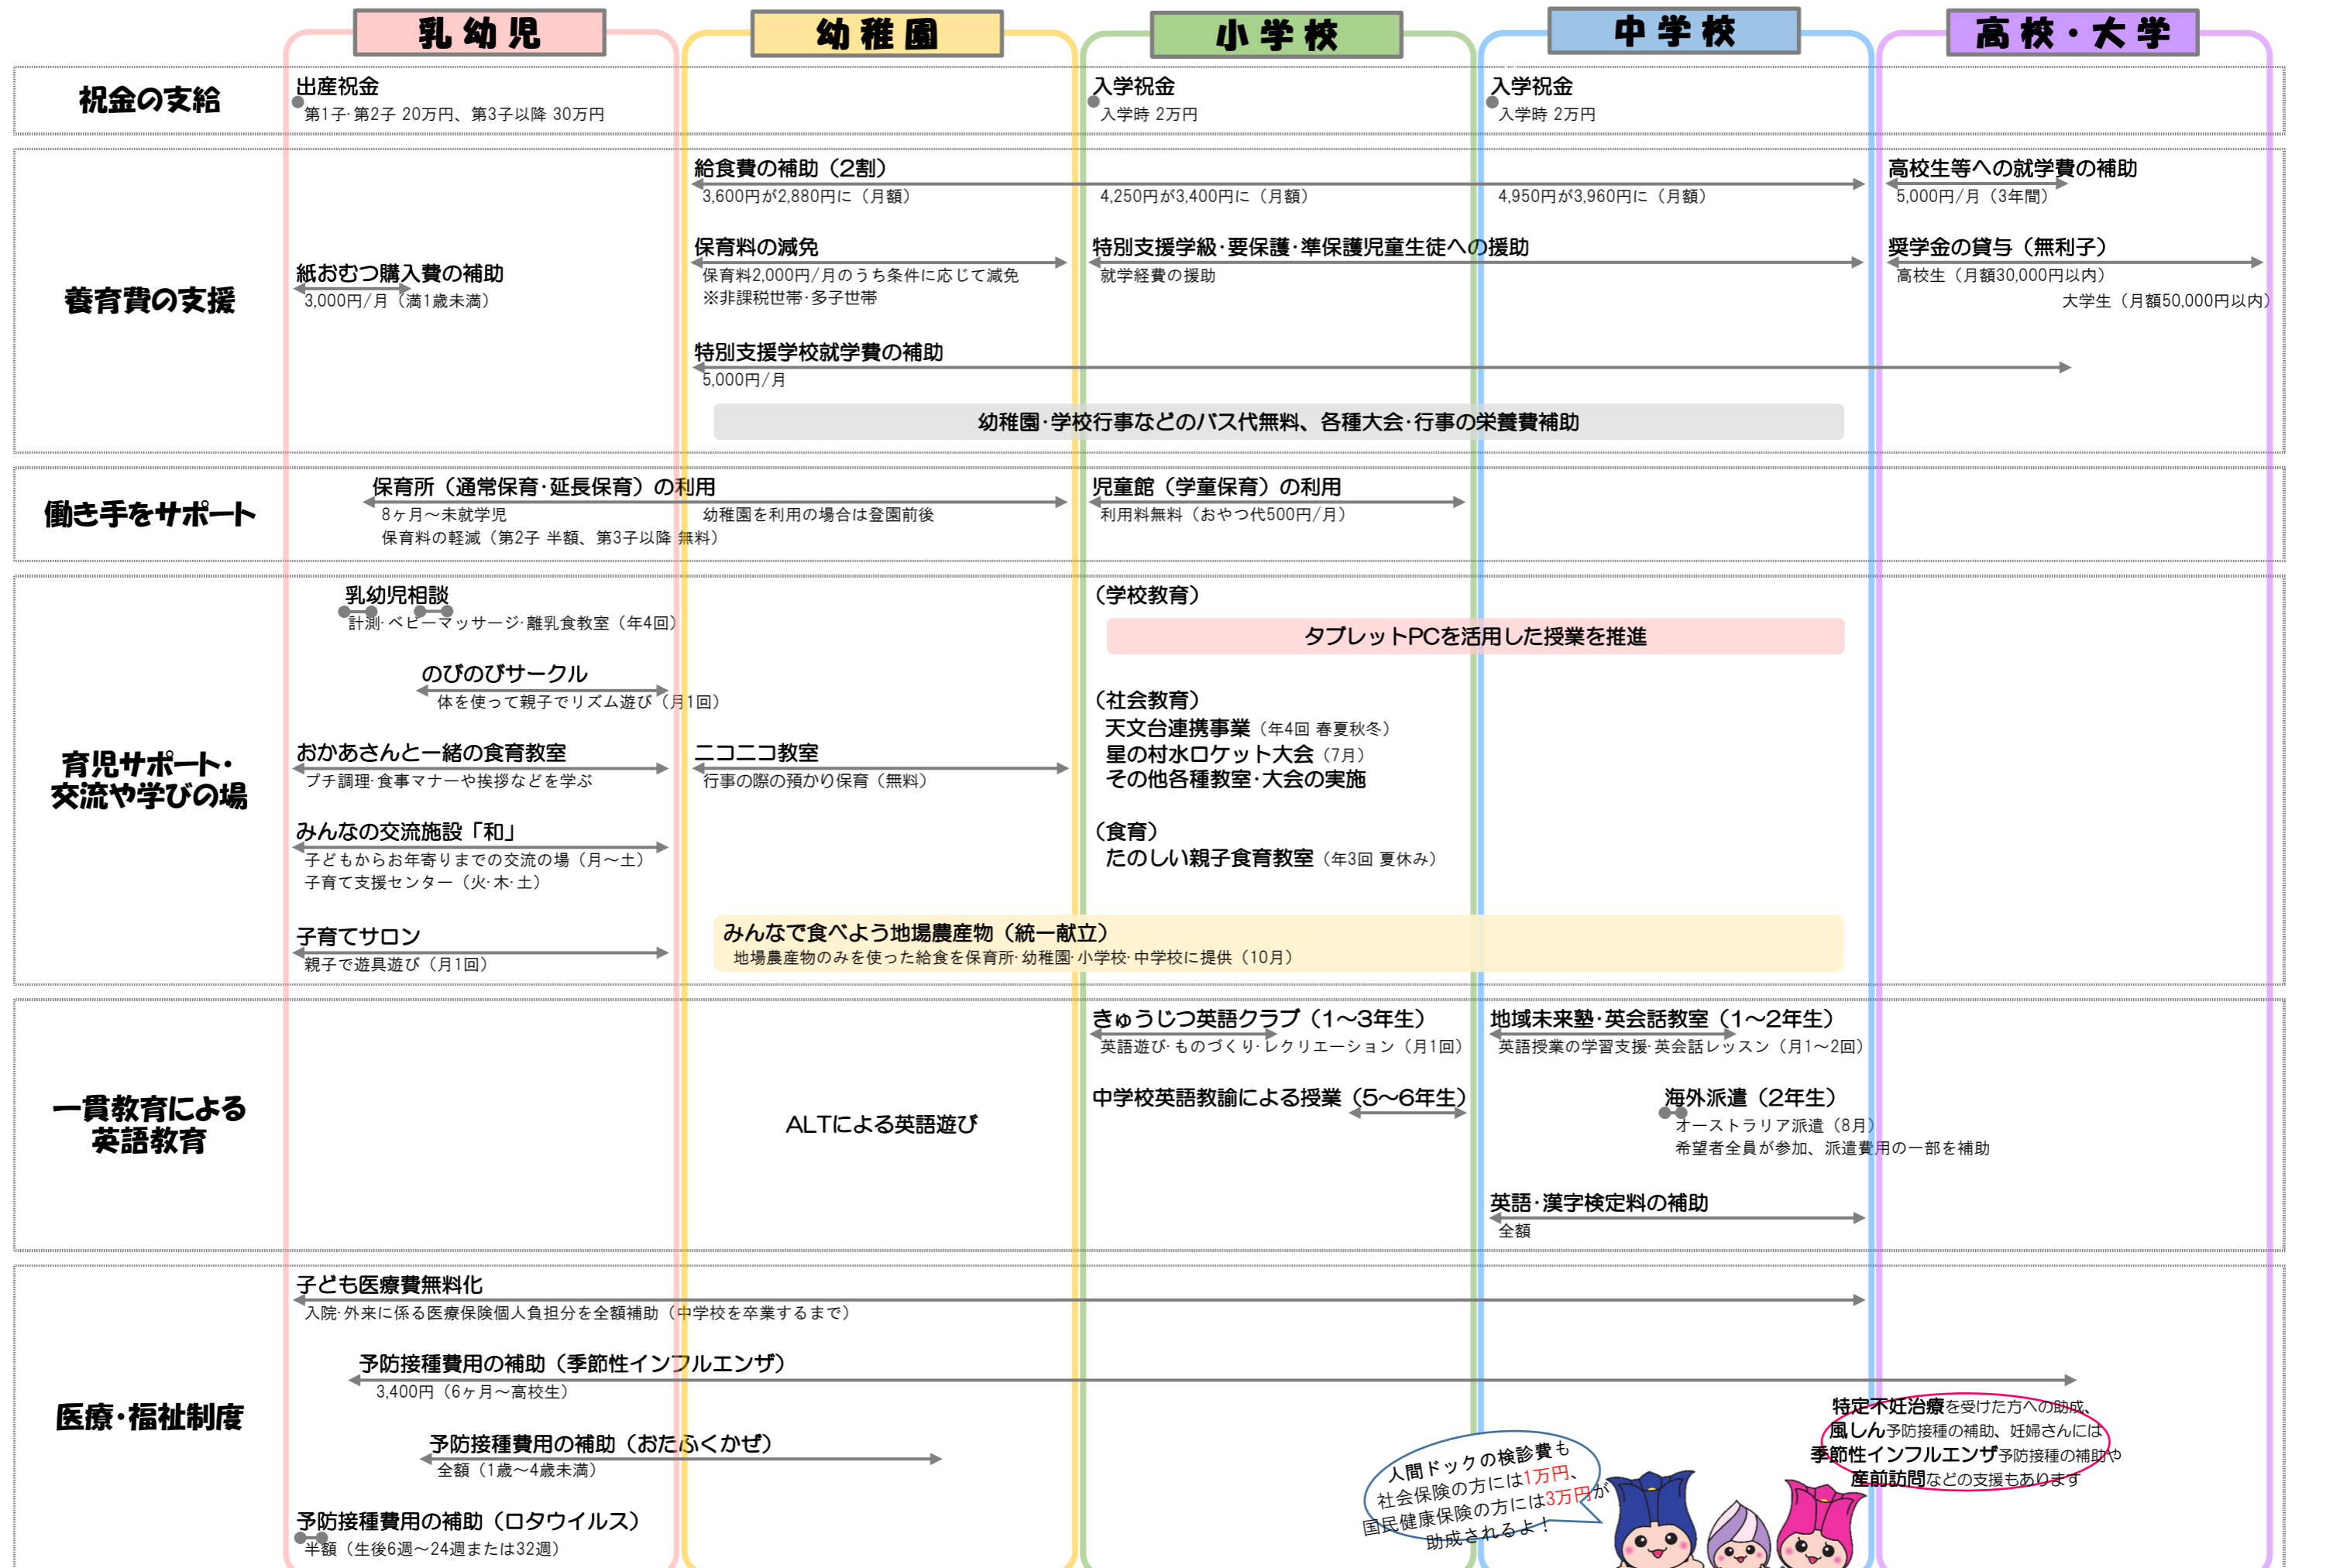 乳幼児
幼稚園
小学校
中学校
高校・大学
祝金の支給
出産祝金
第1子・第2子 20万円、第3子以降 30万円
入学祝金
入学時 2万円
入学祝金
入学時 2万円
養育費の支援
紙おむつ購入費の補助
3,000円/月（満1歳未満）
給食費の補助（2割）
3,600円が2,880円に（月額）
4,250円が3,400円に（月額）
4,950円が3,960円に（月額）
高校生等への就学費の補助
5,000円/月（3年間）
保育料の減免
保育料2,000円/月のうち条件に応じて減免
※非課税世帯・多子世帯
特別支援学級・要保護・準保護児童生徒への援助
就学経費の援助
奨学金の貸与（無利子）
高校生（月額30,000円以内）
大学生（月額50,000円以内）
特別支援学校就学費の補助
5,000円/月
幼稚園・学校行事などのバス代無料、各種大会・行事の栄養費補助
働き手をサポート
保育所（通常保育・延長保育）の利用
8ヶ月～未就学児
幼稚園を利用の場合は登園前後
保育料の軽減（第2子 半額、第3子以降 無料）
児童館（学童保育）の利用
利用料無料（おやつ代500円/月）
育児サポート・
交流や学びの場
乳幼児相談
計測・ベビーマッサージ・離乳食教室（年4回）
のびのびサークル
体を使って親子でリズム遊び（月1回）
おかあさんと一緒の食育教室
プチ調理・食事マナーや挨拶などを学ぶ
ニコニコ教室
行事の際の預かり保育（無料）
みんなの交流施設「和」
子どもからお年寄りまでの交流の場（月～土）
子育て支援センター（火・木・土）
子育てサロン
親子で遊具遊び（月1回）
（学校教育）
タブレットPCを活用した授業を推進
（社会教育）
天文台連携事業（年4回 春夏秋冬）
星の村水ロケット大会（7月）
その他各種教室・大会の実施
（食育）
たのしい親子食育教室（年3回 夏休み）
みんなで食べよう地場農産物（統一献立）
地場農産物のみを使った給食を保育所・幼稚園・小学校・中学校に提供（10月）
一貫教育による
英語教育
ALTによる英語遊び
きゅうじつ英語クラブ（1～3年生）
英語遊び・ものづくり・レクリエーション（月1回）
中学校英語教諭による授業（5～6年生）
地域未来塾・英会話教室（1～2年生）
英語授業の学習支援・英会話レッスン（月1～2回）
海外派遣（2年生）
オーストラリア派遣（8月）
希望者全員が参加、派遣費用の一部を補助
英語・漢字検定料の補助
全額
医療・福祉制度
子ども医療費無料化
入院・外来に係る医療保険個人負担分を全額補助（中学校を卒業するまで）
予防接種費用の補助（季節性インフルエンザ）
3,400円（6ヶ月～高校生）
予防接種費用の補助（おたふくかぜ）
全額（1歳～4歳未満）
予防接種費用の補助（ロタウイルス）
半額（生後6週～24週または32週）
人間ドックの検診費も
社会保険の方には1万円、
国民健康保険の方には3万円が
助成されるよ！
特定不妊治療を受けた方への助成、
風しん予防接種の補助、妊婦さんには
季節性インフルエンザ予防接種の補助や
産前訪問などの支援もあります